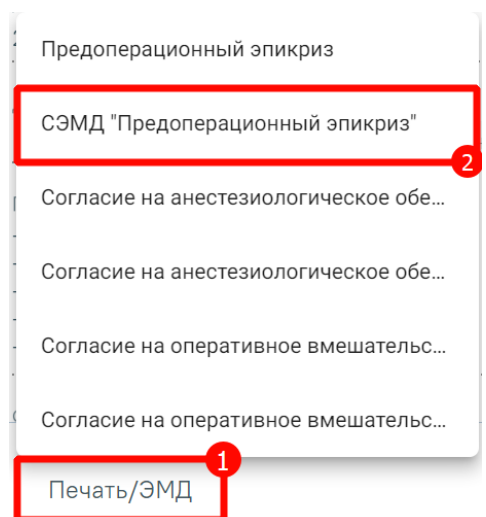 Предоперационный эпикриз
СЭМД "Предоперационный эпикриз"
2
Согласие на анестезиологическое обе...
Согласие на анестезиологическое обе...
Согласие на оперативное вмешательс...
Согласие на оперативное вмешательс...
1
Печать/ЭМД